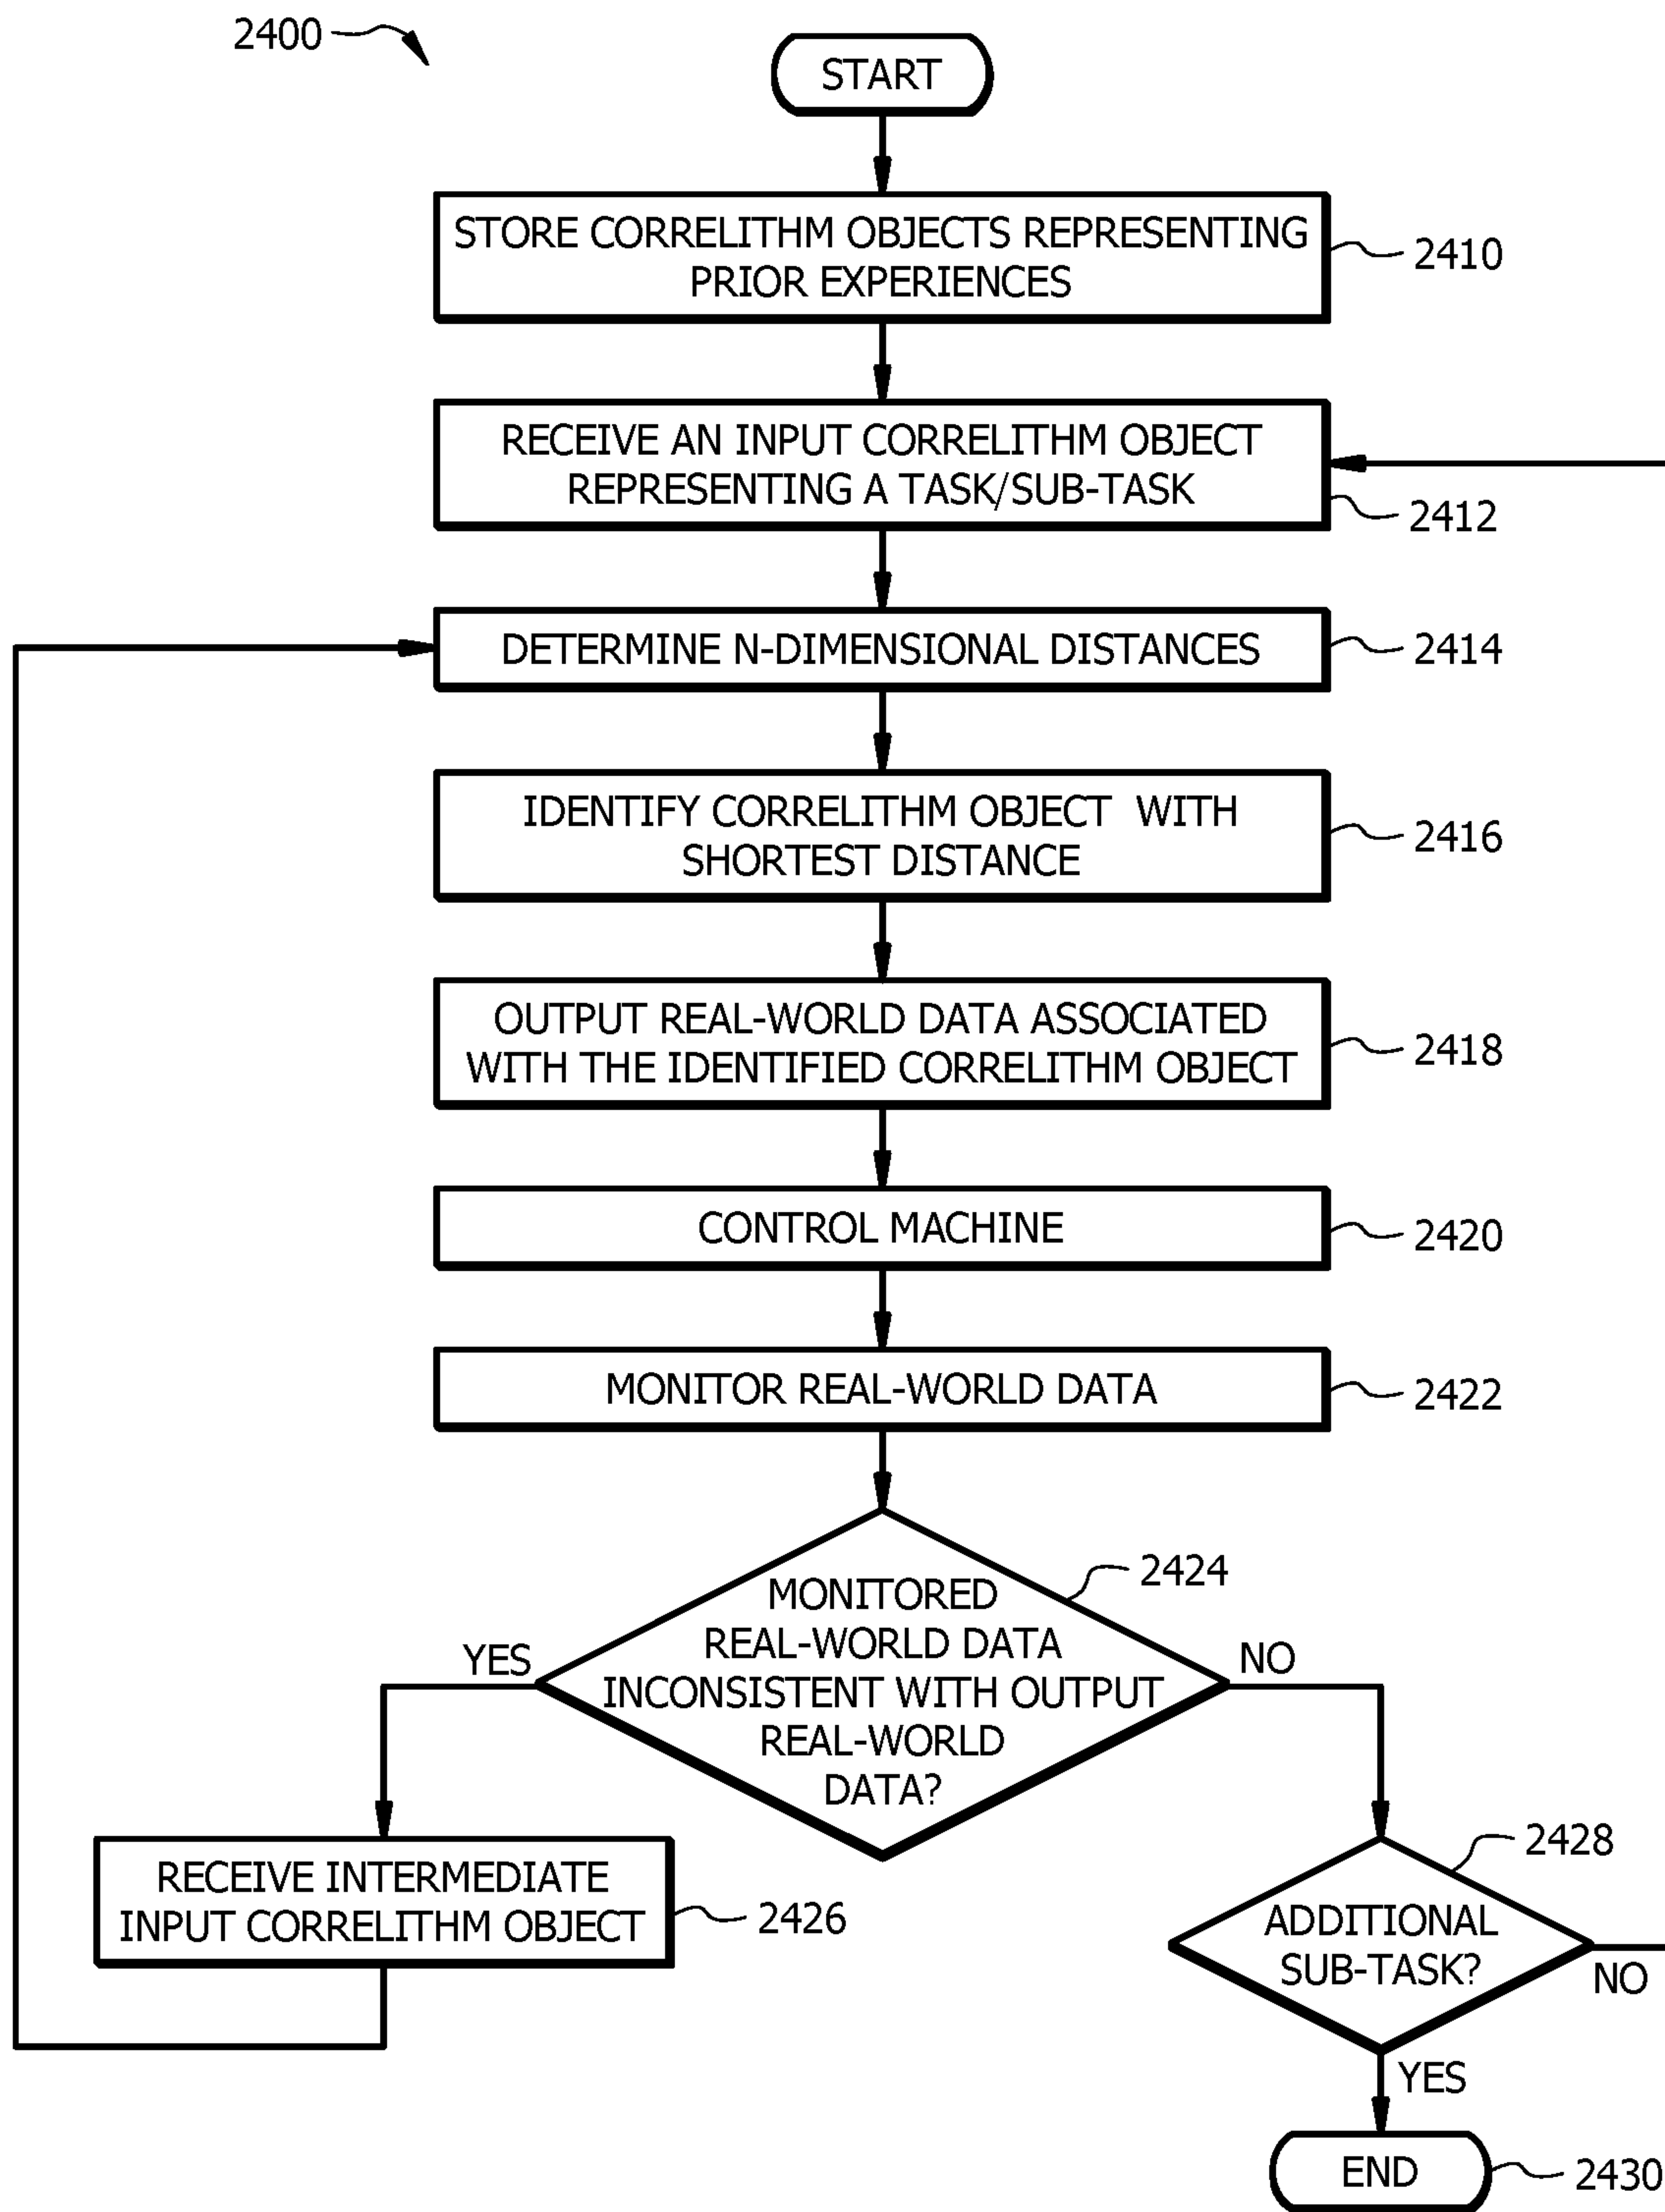 2400
START
STORE CORRELITHM OBJECTS REPRESENTING
PRIOR EXPERIENCES
2410
RECEIVE AN INPUT CORRELITHM OBJECT
REPRESENTING A TASK/SUB-TASK
2412
DETERMINE N-DIMENSIONAL DISTANCES
2414
IDENTIFY CORRELITHM OBJECT WITH
SHORTEST DISTANCE
2416
OUTPUT REAL-WORLD DATA ASSOCIATED
WITH THE IDENTIFIED CORRELITHM OBJECT
2418
CONTROL MACHINE
2420
MONITOR REAL-WORLD DATA
2422
MONITORED
REAL-WORLD DATA
INCONSISTENT WITH OUTPUT
REAL-WORLD
DATA?
2424
YES
NO
RECEIVE INTERMEDIATE
INPUT CORRELITHM OBJECT
2426
ADDITIONAL
SUB-TASK?
2428
NO
YES
END
2430